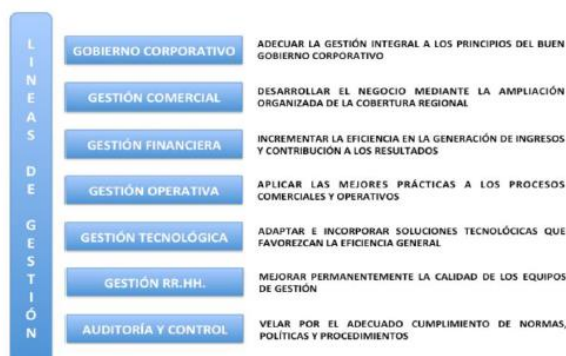 LINEAS DE GESTIÓN
GOBIERNO CORPORATIVO
ADECUAR LA GESTIÓN INTEGRAL A LOS PRINCIPIOS DEL BUEN
GOBIERNO CORPORATIVO
GESTIÓN COMERCIAL
DESARROLLAR EL NEGOCIO MEDIANTE LA AMPLIACIÓN
ORGANIZADA DE LA COBERTURA REGIONAL
GESTIÓN FINANCIERA
INCREMENTAR LA EFICIENCIA EN LA GENERACIÓN DE INGRESOS
Y CONTRIBUCIÓN A LOS RESULTADOS
GESTIÓN OPERATIVA
APLICAR LAS MEJORES PRÁCTICAS A LOS PROCESOS
COMERCIALES Y OPERATIVOS
GESTIÓN TECNOLÓGICA
ADAPTAR E INCORPORAR SOLUCIONES TECNOLÓCICAS QUE
FAVOREZCAN LA EFICIENCIA GENERAL
GESTIÓN RR.HH.
MEJORAR PERMANENTEMENTE LA CALIDAD DE LOS EQUIPOS
DE GESTIÓN
AUDITORÍA Y CONTROL
VELAR POR EL ADECUADO CUMPLIMIENTO DE NORMAS,
POLÍTICAS Y PROCEDIMIENTOS